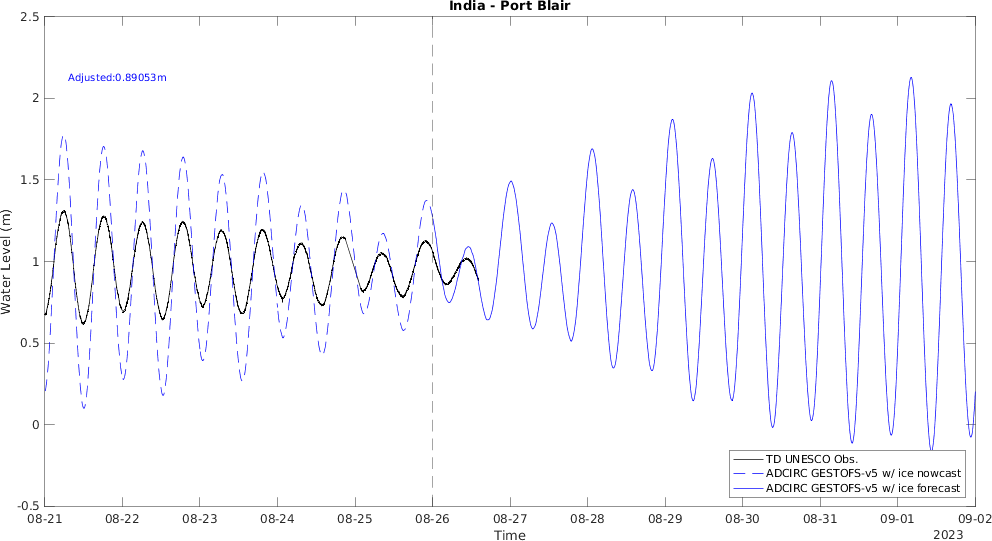 India - Port Blair
Adjusted:0.89053m
Water Level (m)
2.5
2
1.5
1
0.5
0
-0.5
08-21 08-22 08-23 08-24 08-25 08-26 08-27 08-28 08-29 08-30 08-31 09-01 09-02
Time
2023
TD UNESCO Obs.
ADCIRC GESTOFS-v5 w/ ice nowcast
ADCIRC GESTOFS-v5 w/ ice forecast